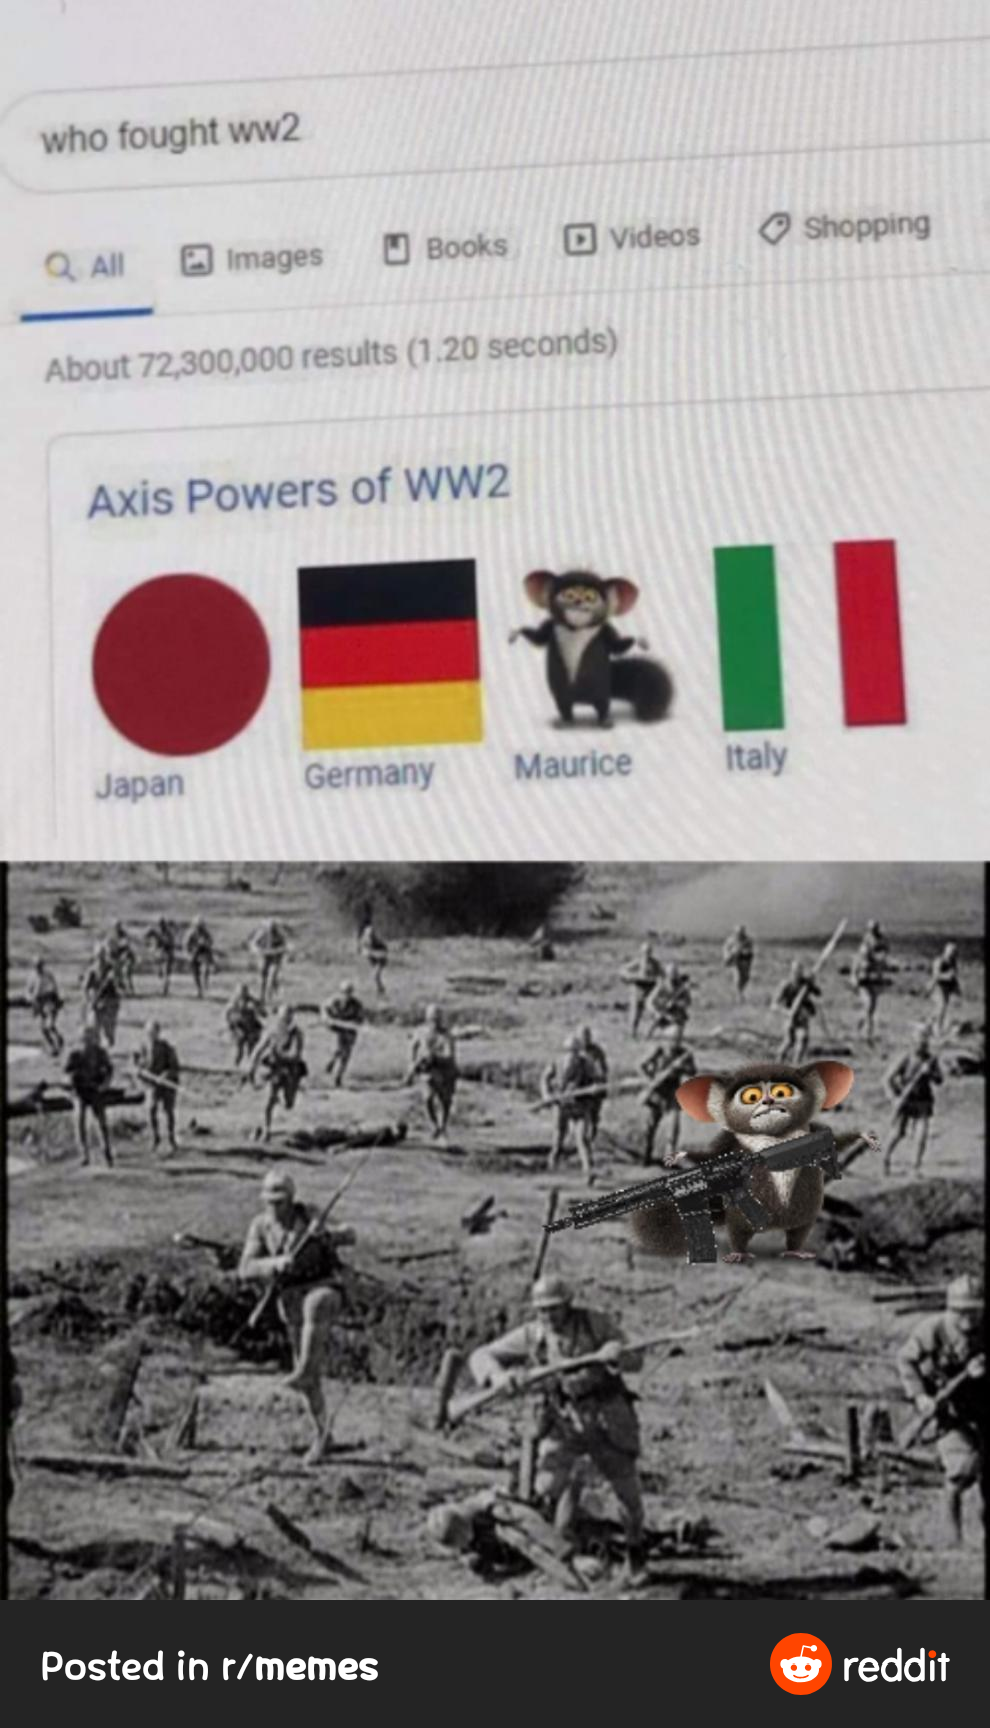 who fought ww2
All Images Books Videos Shopping
About 72,300,000 results (1.20 seconds)
Axis Powers of WW2
Japan Germany Maurice Italy
Posted in r/memes reddit